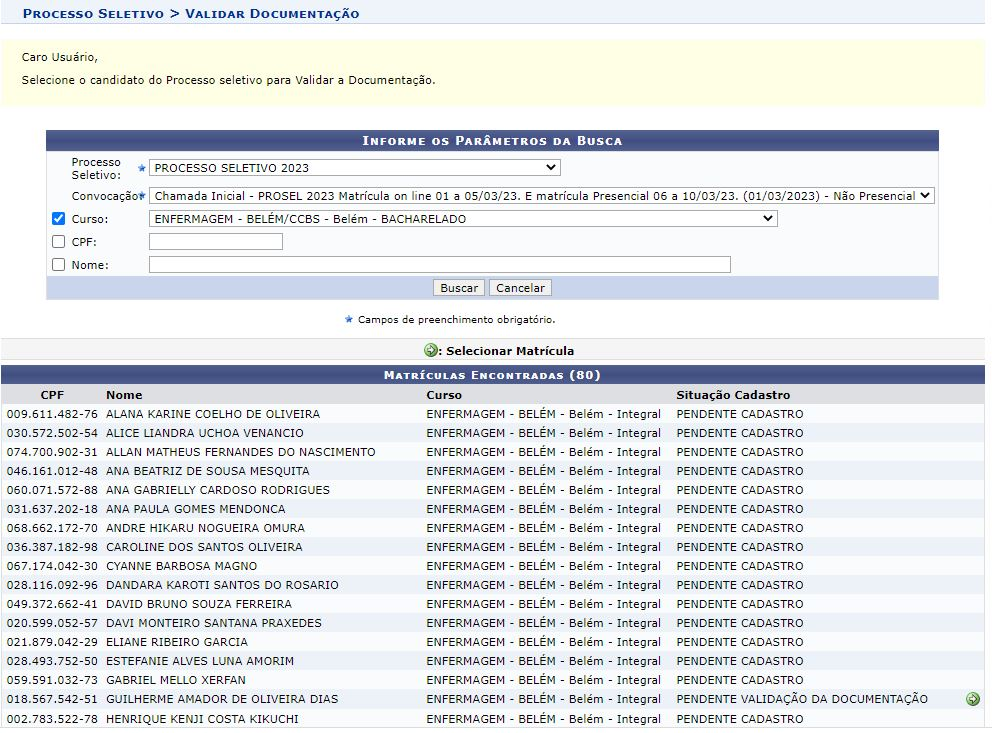 PROCESSO SELETIVO > VALIDAR DOCUMENTAÇÃO
Caro Usuário,
Selecione o candidato do Processo seletivo para Validar a Documentação.
INFORME OS PARÂMETROS DA BUSCA
Processo Seletivo: PROCESSO SELETIVO 2023
Convocação: Chamada Inicial - PROSEL 2023 Matrícula on line 01 a 05/03/23. E matrícula Presencial 06 a 10/03/23. (01/03/2023) - Não Presencial
Curso: ENFERMAGEM - BELÉM/CCBS - Belém - BACHARELADO
CPF:
Nome:
Buscar Cancelar
Campos de preenchimento obrigatório.
: Selecionar Matrícula
MATRÍCULAS ENCONTRADAS (80)
CPF Nome Curso Situação Cadastro
009.611.482-76 ALANA KARINE COELHO DE OLIVEIRA ENFERMAGEM - BELÉM - Belém - Integral PENDENTE CADASTRO
030.572.502-54 ALICE LIANDRA UCHOA VENANCIO ENFERMAGEM - BELÉM - Belém - Integral PENDENTE CADASTRO
074.700.902-31 ALLAN MATHEUS FERNANDES DO NASCIMENTO ENFERMAGEM - BELÉM - Belém - Integral PENDENTE CADASTRO
046.161.012-48 ANA BEATRIZ DE SOUSA MESQUITA ENFERMAGEM - BELÉM - Belém - Integral PENDENTE CADASTRO
060.071.572-88 ANA GABRIELLY CARDOSO RODRIGUES ENFERMAGEM - BELÉM - Belém - Integral PENDENTE CADASTRO
031.637.202-18 ANA PAULA GOMES MENDONCA ENFERMAGEM - BELÉM - Belém - Integral PENDENTE CADASTRO
068.662.172-70 ANDRE HIKARU NOGUEIRA OMURA ENFERMAGEM - BELÉM - Belém - Integral PENDENTE CADASTRO
036.387.182-98 CAROLINE DOS SANTOS OLIVEIRA ENFERMAGEM - BELÉM - Belém - Integral PENDENTE CADASTRO
067.174.042-30 CYANNE BARBOSA MAGNO ENFERMAGEM - BELÉM - Belém - Integral PENDENTE CADASTRO
028.116.092-96 DANDARA KAROTI SANTOS DO ROSARIO ENFERMAGEM - BELÉM - Belém - Integral PENDENTE CADASTRO
049.372.662-41 DAVID BRUNO SOUZA FERREIRA ENFERMAGEM - BELÉM - Belém - Integral PENDENTE CADASTRO
020.599.052-57 DAVI MONTEIRO SANTANA PRAXEDES ENFERMAGEM - BELÉM - Belém - Integral PENDENTE CADASTRO
021.879.042-29 ELIANE RIBEIRO GARCIA ENFERMAGEM - BELÉM - Belém - Integral PENDENTE CADASTRO
028.493.752-50 ESTEFANIE ALVES LUNA AMORIM ENFERMAGEM - BELÉM - Belém - Integral PENDENTE CADASTRO
059.591.032-73 GABRIEL MELLO XERFAN ENFERMAGEM - BELÉM - Belém - Integral PENDENTE CADASTRO
018.567.542-51 GUILHERME AMADOR DE OLIVEIRA DIAS ENFERMAGEM - BELÉM - Belém - Integral PENDENTE VALIDAÇÃO DA DOCUMENTAÇÃO
002.783.522-78 HENRIQUE KENJI COSTA KIKUCHI ENFERMAGEM - BELÉM - Belém - Integral PENDENTE CADASTRO